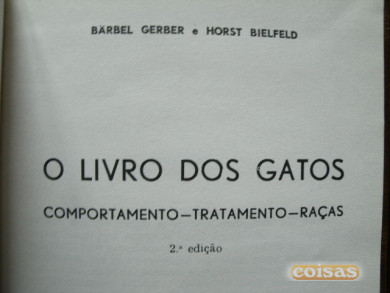 BÄRBEL GERBER e HORST BIELFELD
O LIVRO DOS GATOS
COMPORTAMENTO—TRATAMENTO—RAÇAS
2.ª edição
coisas